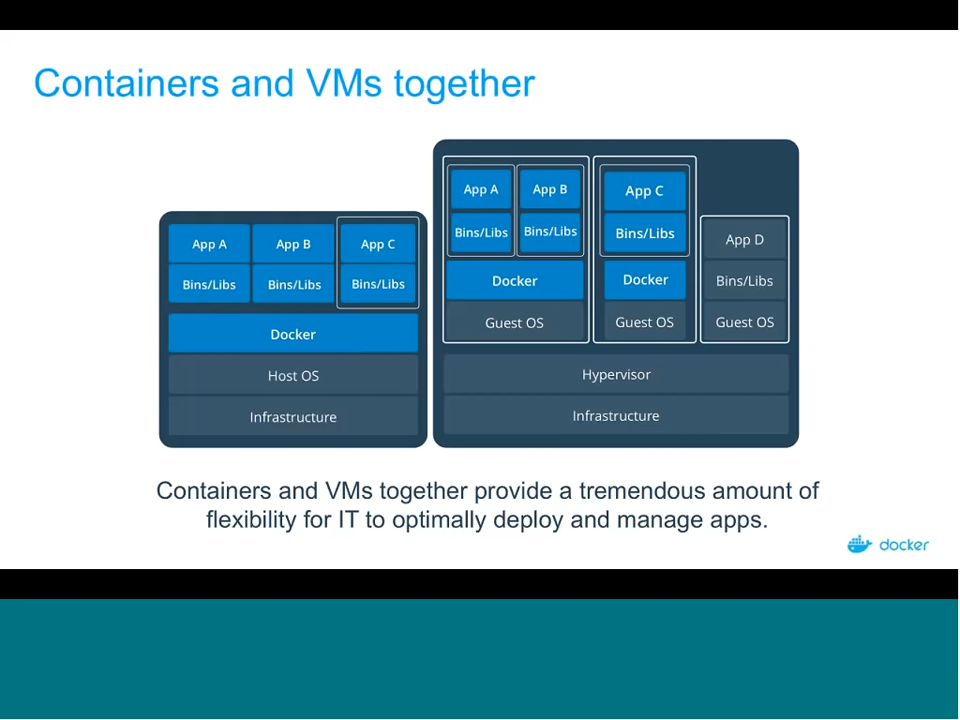 Containers and VMs together
App A
App B
App C
Bins/Libs
Bins/Libs
Bins/Libs
Docker
Host OS
Infrastructure
App A
App B
Bins/Libs
Bins/Libs
Docker
Guest OS
App C
Bins/Libs
Docker
Guest OS
App D
Bins/Libs
Guest OS
Hypervisor
Infrastructure
Containers and VMs together provide a tremendous amount of
flexibility for IT to optimally deploy and manage apps.
docker